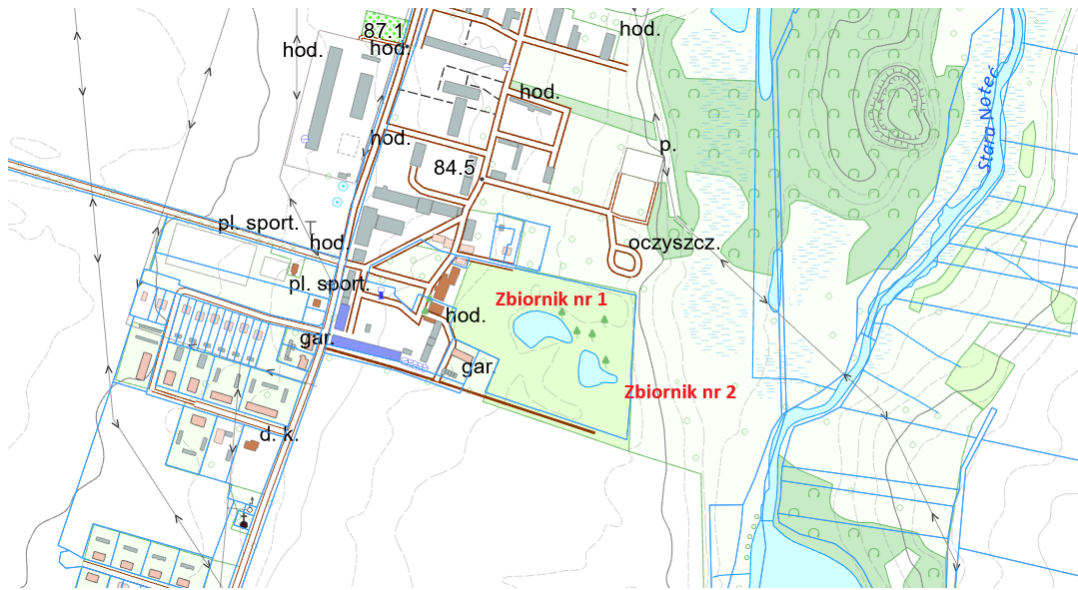 87.1
hod.
hod.
hod.
hod.
hod.
p.
84.5
Stara Noteć
pl. sport.
hod.
oczyszcz.
pl. sport.
Zbiornik nr 1
hod.
gar.
gar.
Zbiornik nr 2
d. k.